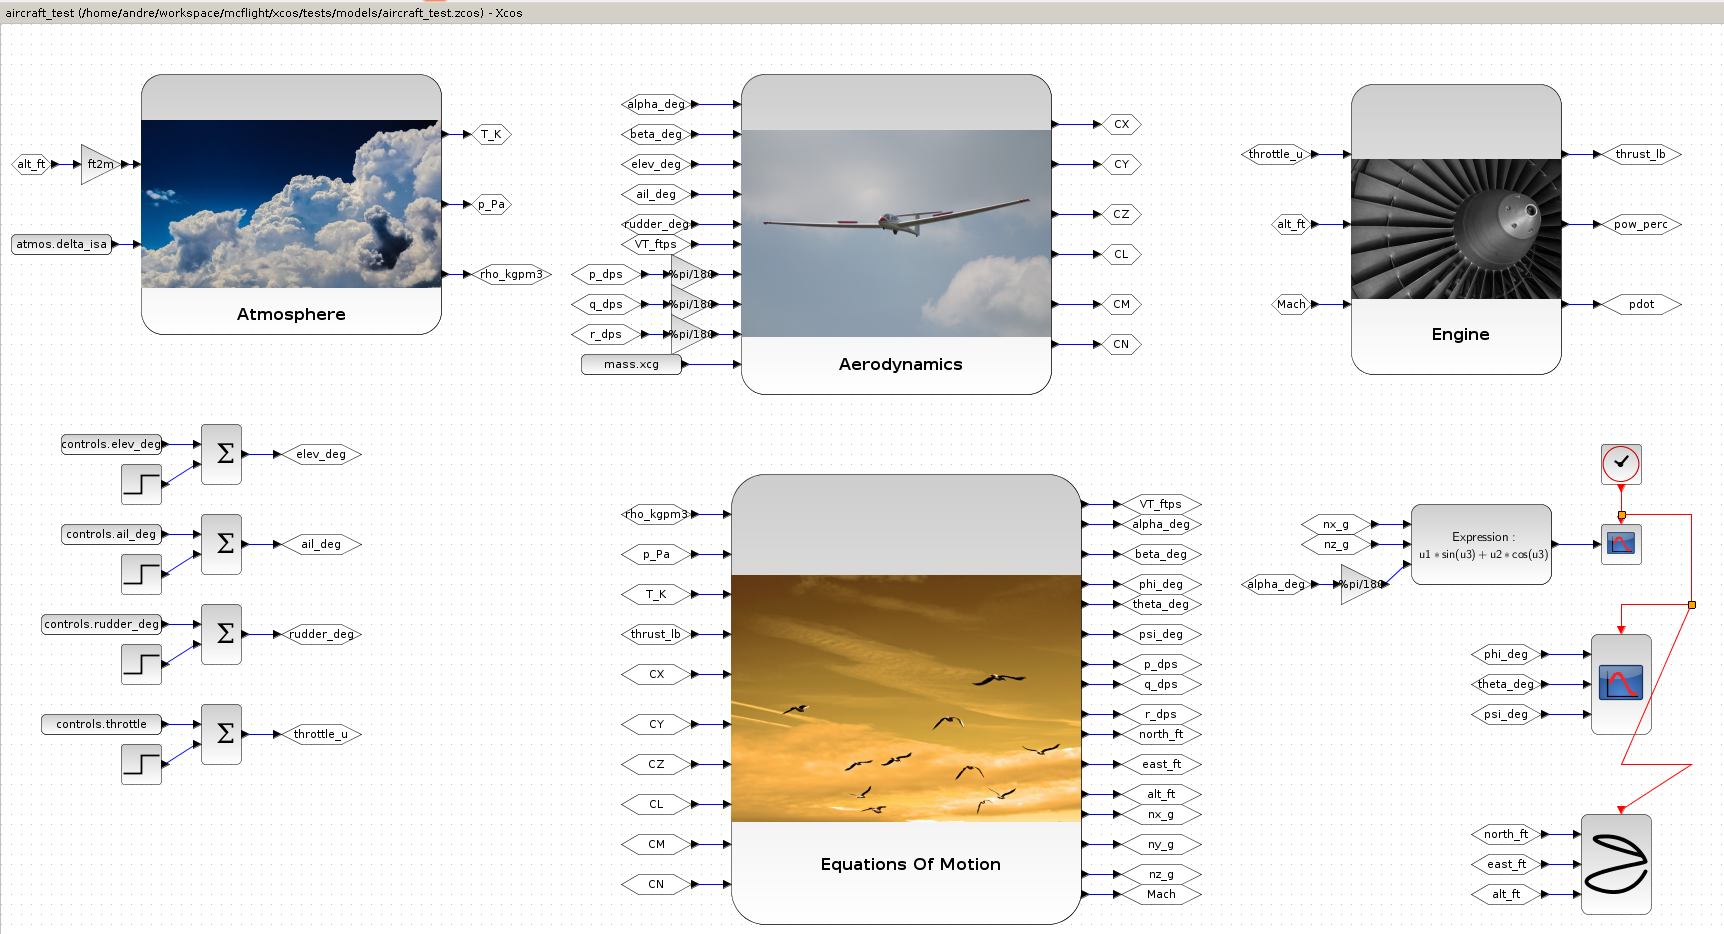 aircraft_test (/home/andre/workspace/mcflight/xcos/tests/models/aircraft_test.zcos) - Xcos
alt_ft
ft2m
atmos.delta_isa
T_K
p_Pa
rho_kgpm3
Atmosphere
alpha_deg
beta_deg
elev_deg
ail_deg
rudder_deg
VT_ftps
p_dps
%pi/180
q_dps
%pi/180
r_dps
%pi/180
mass.xcg
CX
CY
CZ
CL
CM
CN
Aerodynamics
throttle_u
alt_ft
Mach
thrust_lb
pow_perc
pdot
Engine
controls.elev_deg
Σ
elev_deg
controls.ail_deg
Σ
ail_deg
controls.rudder_deg
Σ
rudder_deg
controls.throttle
Σ
throttle_u
rho_kgpm3
p_Pa
T_K
thrust_lb
CX
CY
CZ
CL
CM
CN
VT_ftps
alpha_deg
beta_deg
phi_deg
theta_deg
psi_deg
p_dps
q_dps
r_dps
north_ft
east_ft
alt_ft
nx_g
ny_g
nz_g
Mach
Equations Of Motion
nx_g
nz_g
alpha_deg
%pi/180
Expression :
u1 * sin(u3) + u2 * cos(u3)
phi_deg
theta_deg
psi_deg
north_ft
east_ft
alt_ft